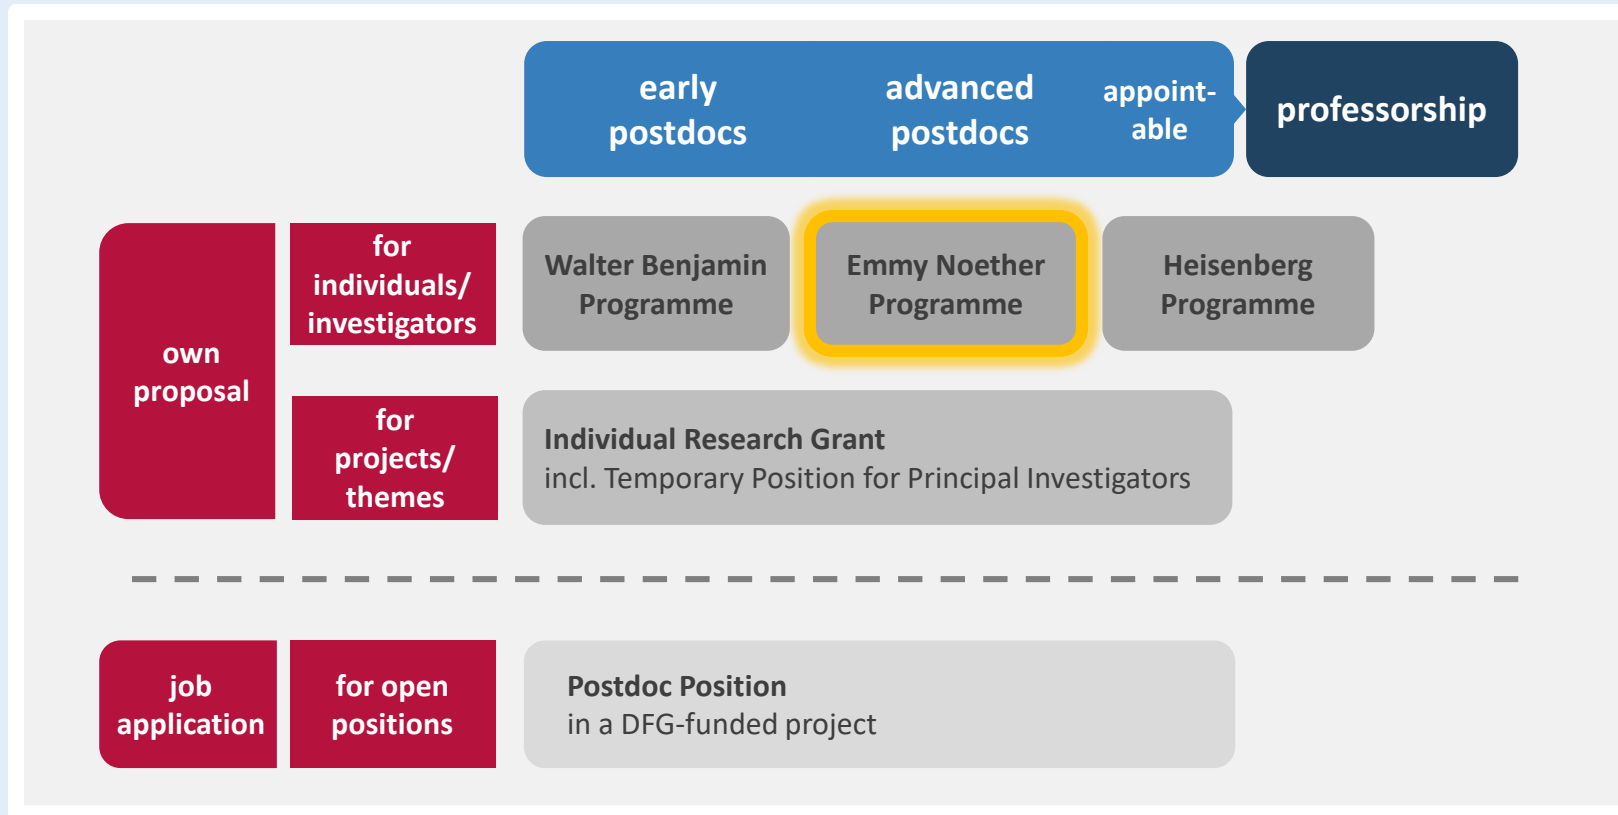 early
postdocs
advanced
postdocs
appoint-
able
professorship
own
proposal
for
individuals/
investigators
Walter Benjamin
Programme
Emmy Noether
Programme
Heisenberg
Programme
for
projects/
themes
Individual Research Grant
incl. Temporary Position for Principal Investigators
job
application
for open
positions
Postdoc Position
in a DFG-funded project